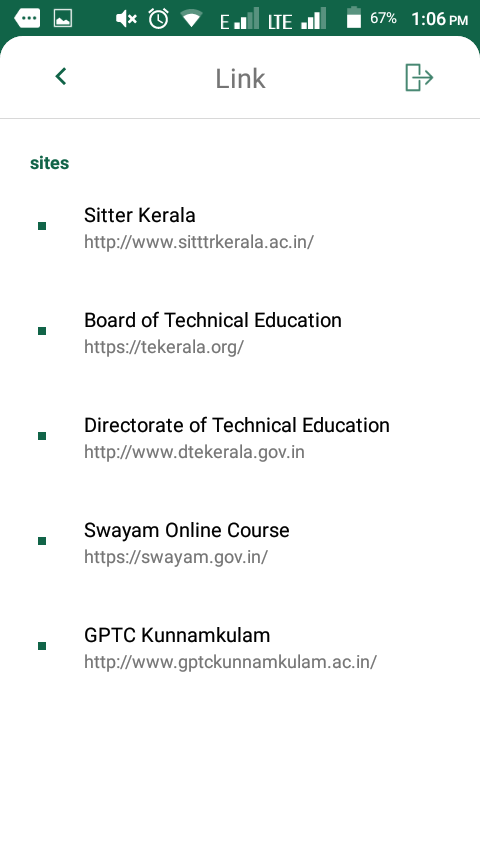 E LTE 67% 1:06 PM
Link
sites
Sitter Kerala
http://www.sitttrkerala.ac.in/
Board of Technical Education
https://tekerala.org/
Directorate of Technical Education
http://www.dtekerala.gov.in
Swayam Online Course
https://swayam.gov.in/
GPTC Kunnamkulam
http://www.gptckunnamkulam.ac.in/